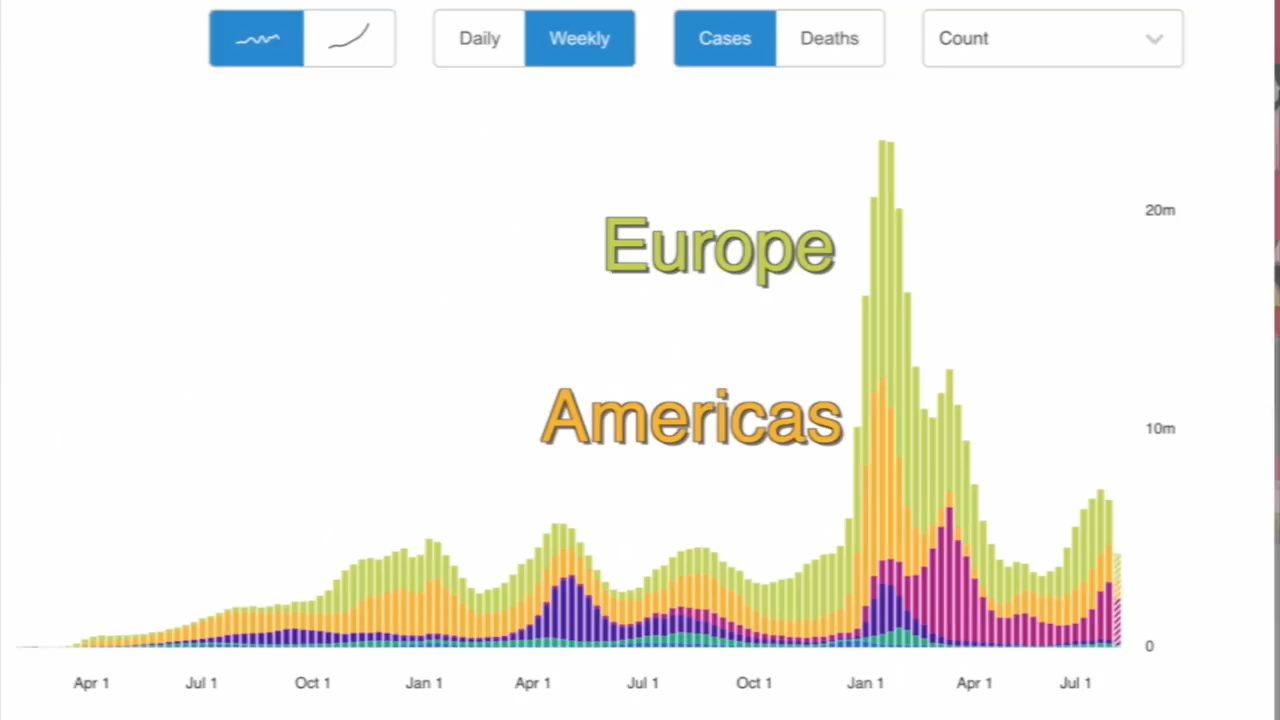 Daily Weekly Cases Deaths Count
Europe
20m
Americas
10m
0
Apr 1 Jul 1 Oct 1 Jan 1 Apr 1 Jul 1 Oct 1 Jan 1 Apr 1 Jul 1